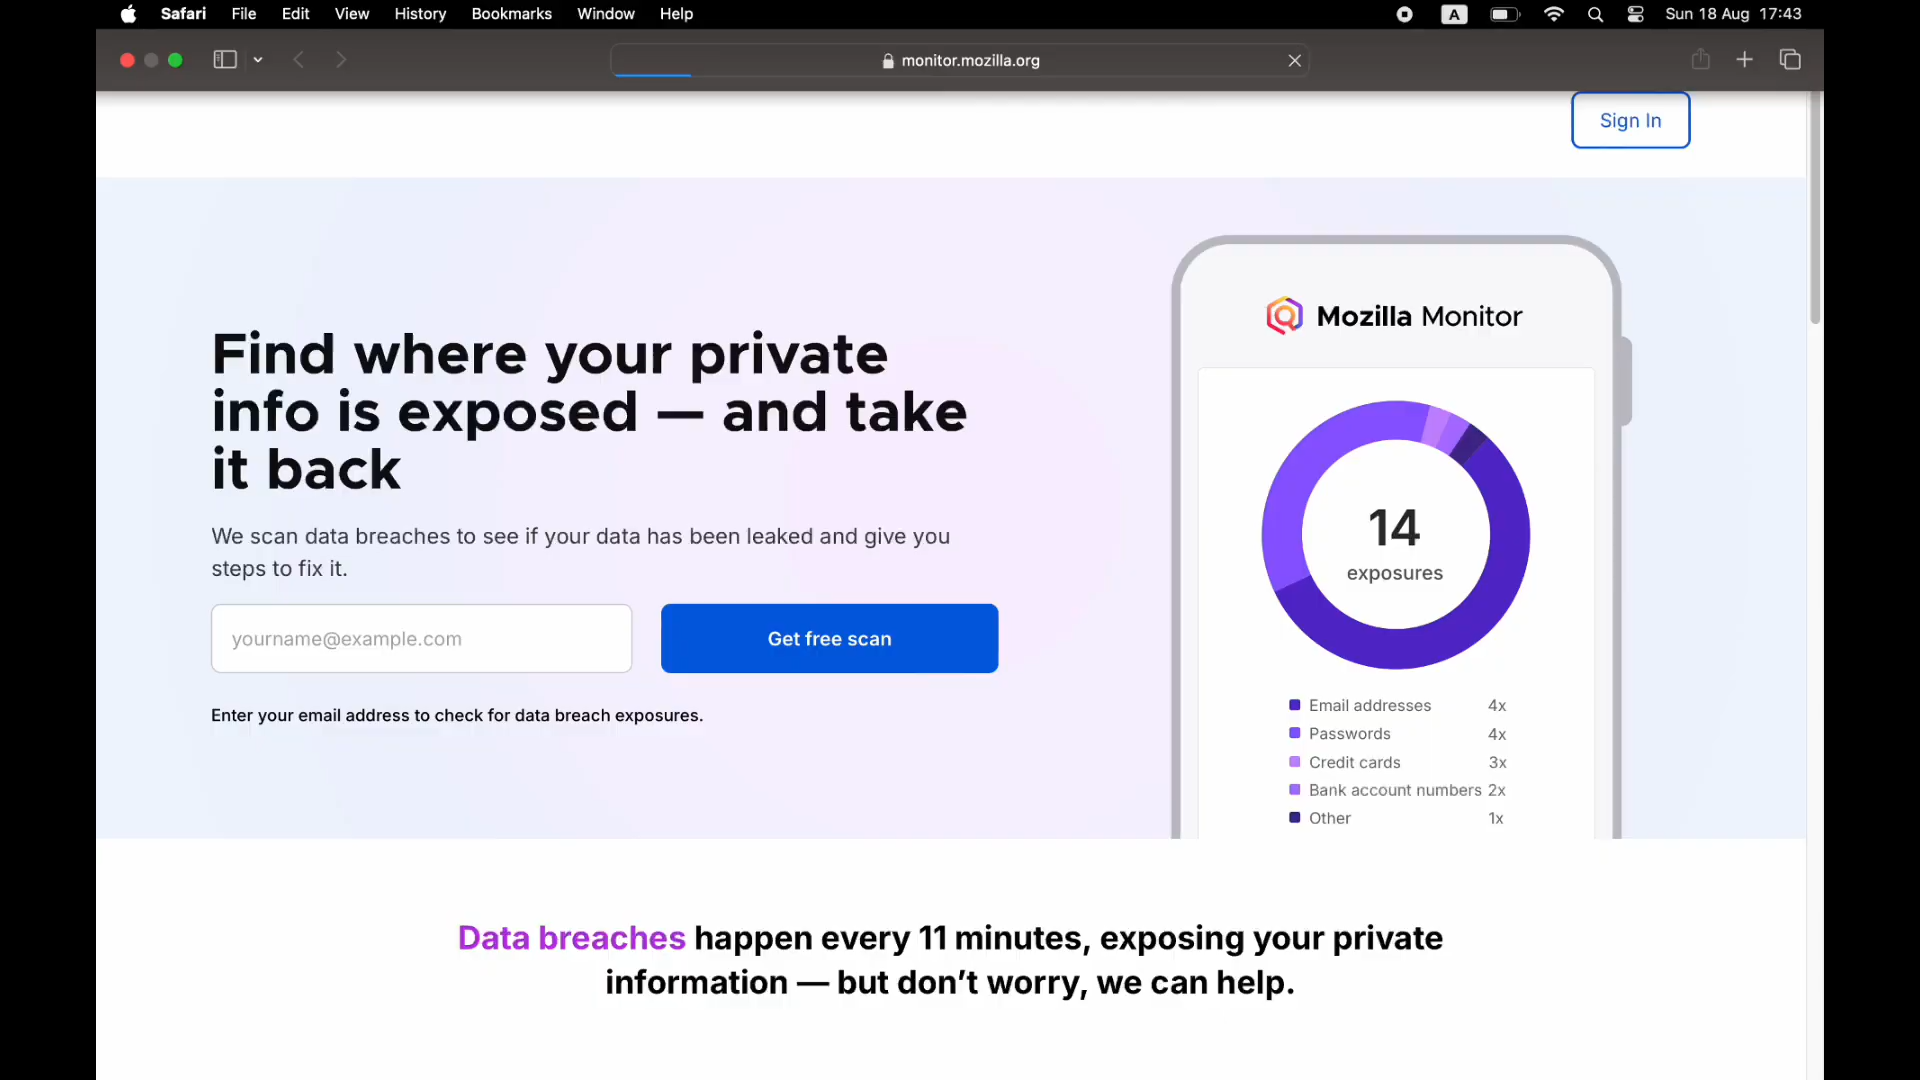 Safari File Edit View History Bookmarks Window Help A Sun 18 Aug 17:43
monitor.mozilla.org
Sign In
Find where your private
info is exposed — and take
it back
We scan data breaches to see if your data has been leaked and give you
steps to fix it.
yourname@example.com
Get free scan
Enter your email address to check for data breach exposures.
Mozilla Monitor
14
exposures
Email addresses 4x
Passwords 4x
Credit cards 3x
Bank account numbers 2x
Other 1x
Data breaches happen every 11 minutes, exposing your private
information — but don’t worry, we can help.